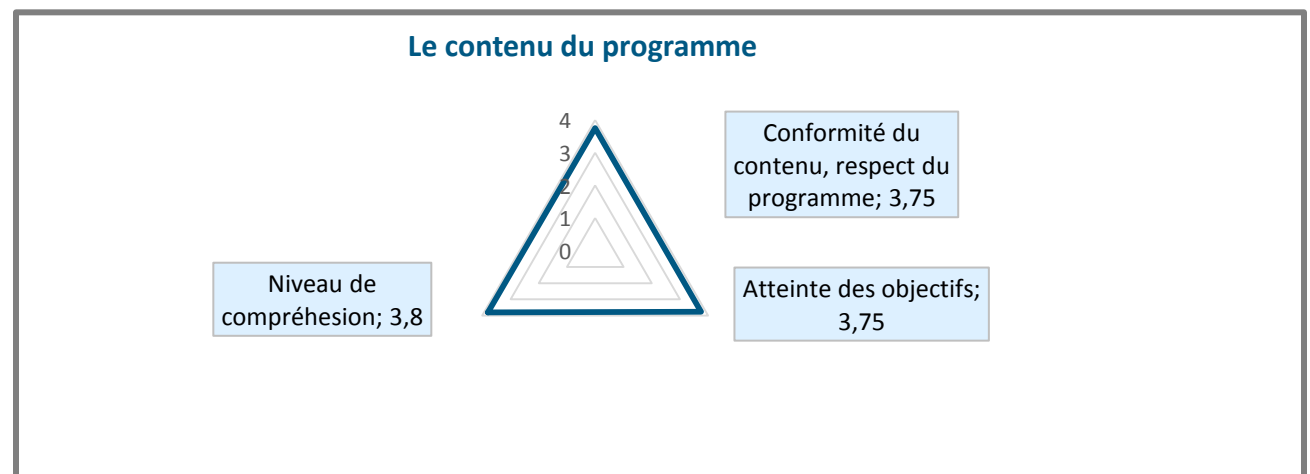 Le contenu du programme
4
3
2
1
0
Conformité du
contenu, respect du
programme; 3,75
Atteinte des objectifs;
3,75
Niveau de
compréhesion; 3,8